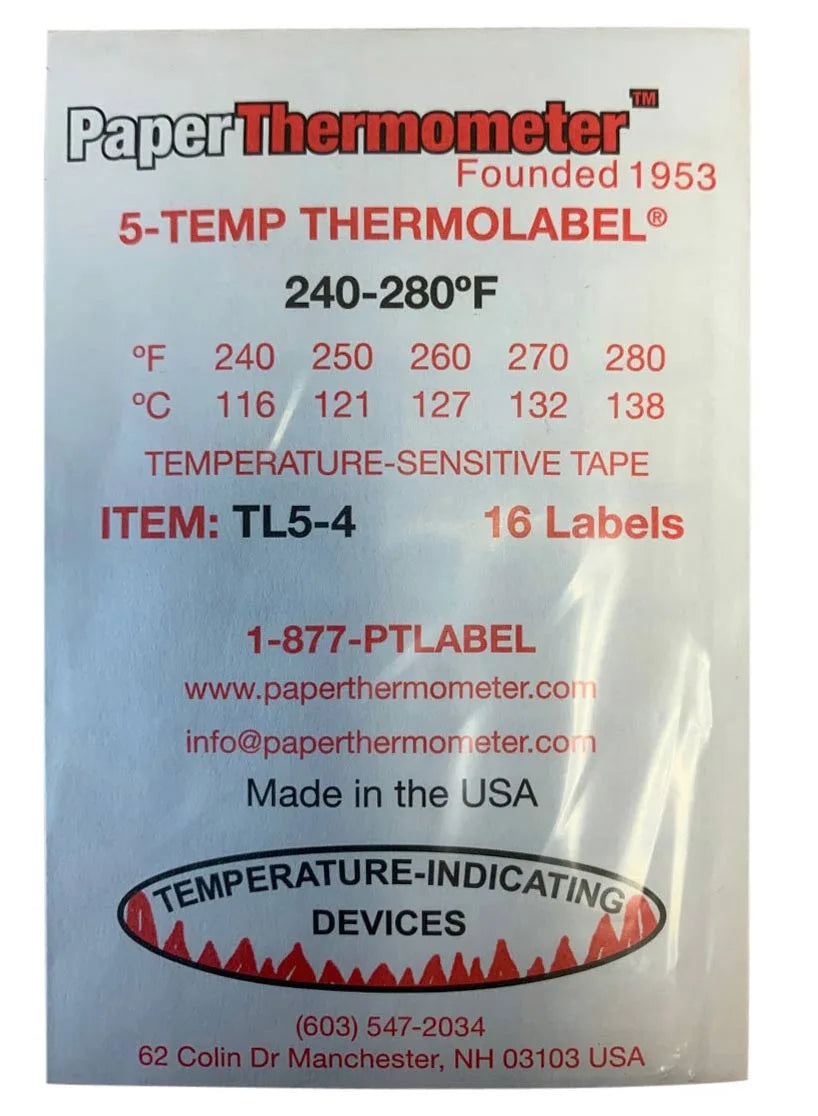 PaperThermometer™
Founded 1953
5-TEMP THERMOLABEL®
240-280ºF
ºF 240 250 260 270 280
ºC 116 121 127 132 138
TEMPERATURE-SENSITIVE TAPE
ITEM: TL5-4 16 Labels
1-877-PTLABEL
www.paperthermometer.com
info@paperthermometer.com
Made in the USA
TEMPERATURE-INDICATING
DEVICES
(603) 547-2034
62 Colin Dr Manchester, NH 03103 USA